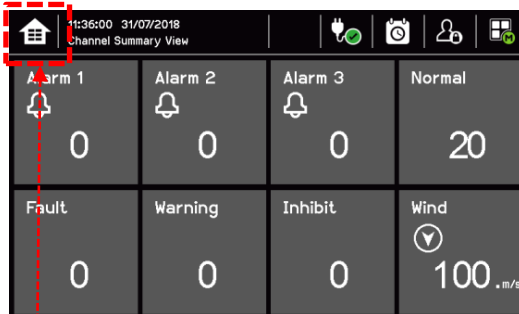 11:36:00 31/07/2018
Channel Summary View
M
Alarm 1
Alarm 2
Alarm 3
Normal
0
0
0
20
Fault
Warning
Inhibit
Wind
0
0
0
100.m/s